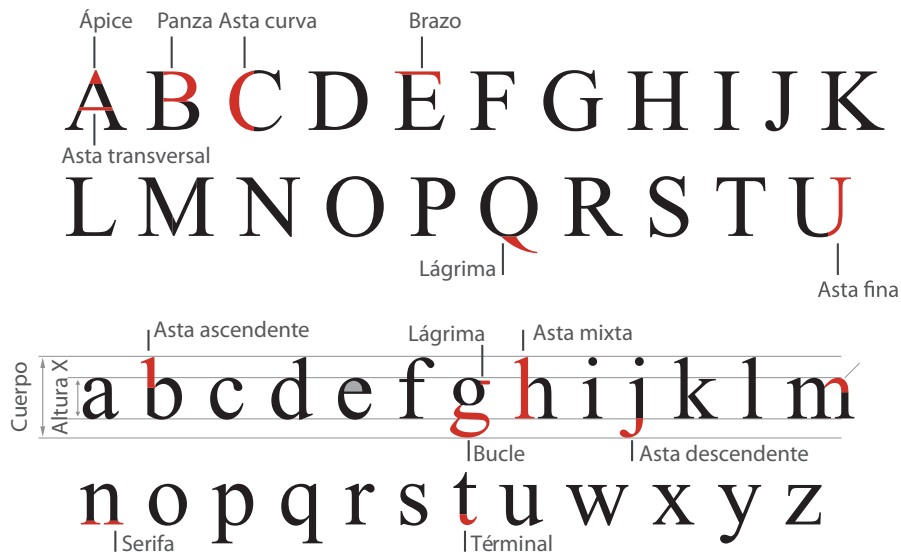 Ápice Panza Asta curva Brazo
A B C D E F G H I J K
Asta transversal
L M N O P Q R S T U
Lágrima
Asta fina
Asta ascendente Lágrima Asta mixta
Cuerpo
Altura X
a b c d e f g h i j k l m
Bucle Asta descendente
n o p q r s t u w x y z
Serifa Términal